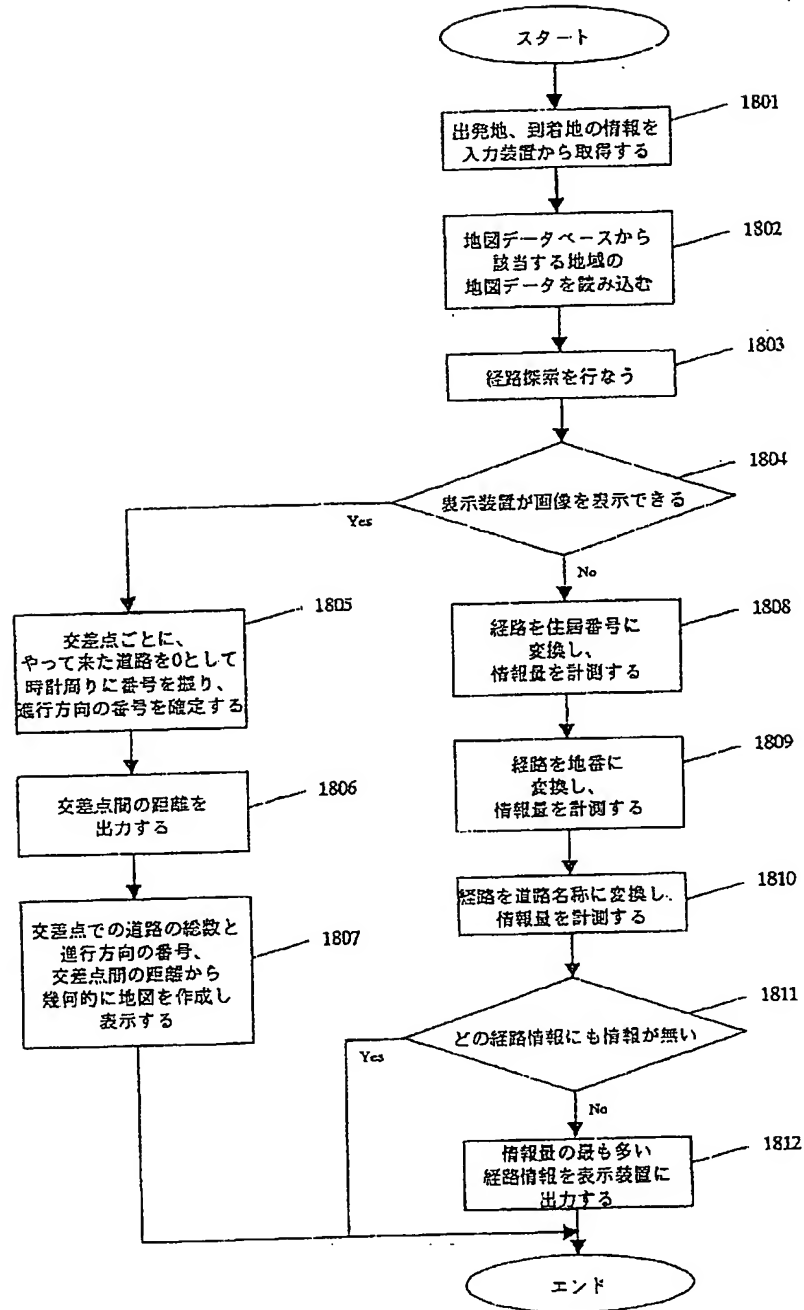 スタート
1801
出発地、到着地の情報を
入力装置から取得する
1802
地図データベースから
該当する地域の
地図データを読み込む
1803
経路探索を行なう
1804
表示装置が画像を表示できる
Yes
No
1805
交差点ごとに、
やって来た道路を0として
時計周りに番号を振り、
進行方向の番号を確定する
1806
交差点間の距離を
出力する
1807
交差点での道路の総数と
進行方向の番号、
交差点間の距離から
幾何的に地図を作成し
表示する
1808
経路を住居番号に
変換し、
情報量を計測する
1809
経路を地番に
変換し、
情報量を計測する
1810
経路を道路名称に変換し、
情報量を計測する
1811
どの経路情報にも情報が無い
Yes
No
1812
情報量の最も多い
経路情報を表示装置に
出力する
エンド